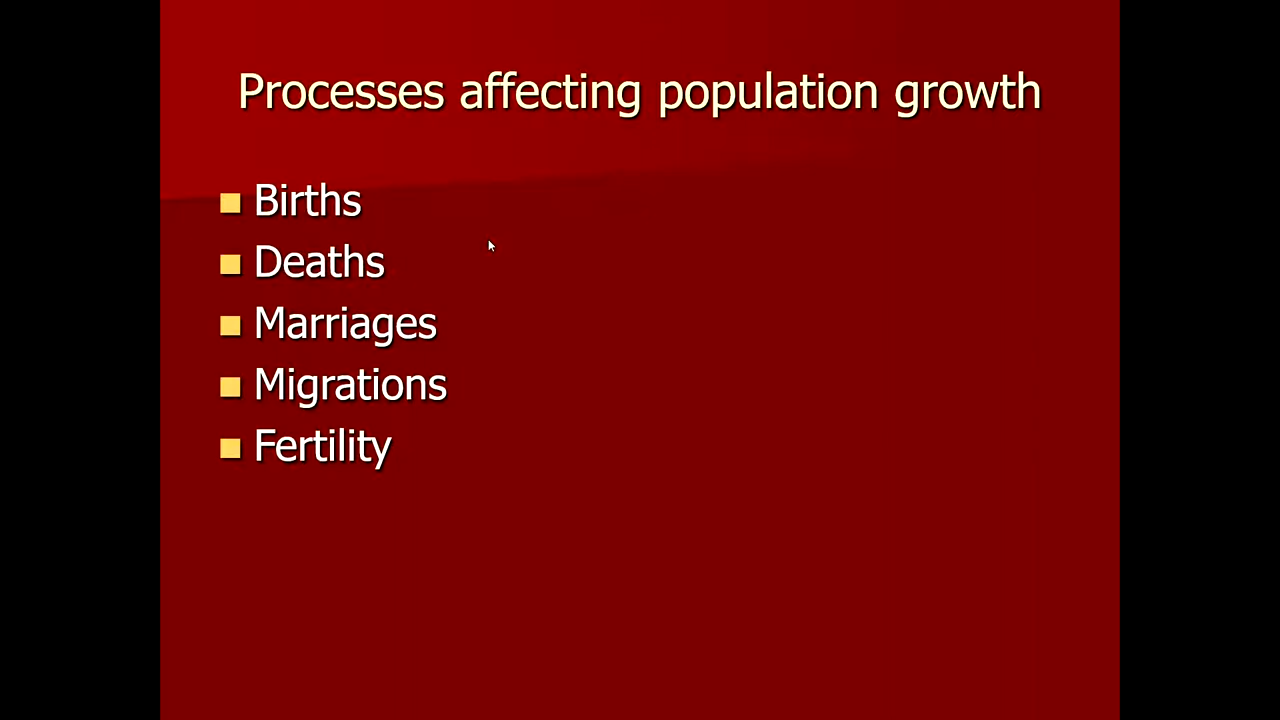 Processes affecting population growth
Births
Deaths
Marriages
Migrations
Fertility